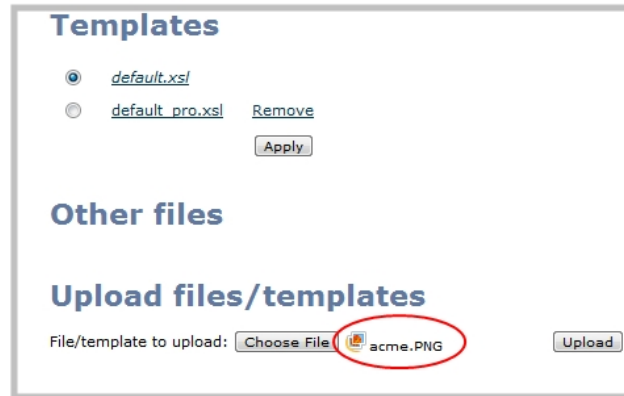 Templates
default.xsl
default_pro.xsl Remove
Apply
Other files
Upload files/templates
File/template to upload: Choose File acme.PNG Upload